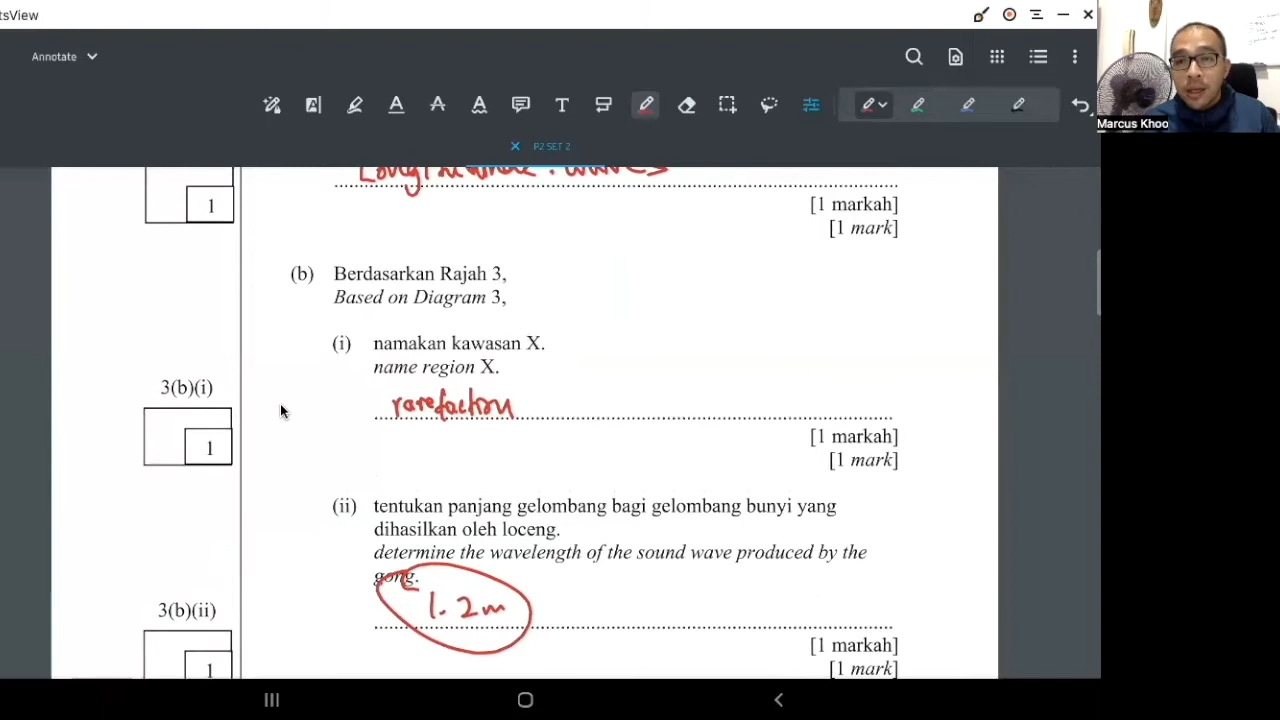 tsView
Annotate
P2 SET 2
Marcus Khoo
1
[1 markah]
[1 mark]
(b) Berdasarkan Rajah 3,
Based on Diagram 3,
(i) namakan kawasan X.
name region X.
3(b)(i)
rarefaction
1
[1 markah]
[1 mark]
(ii) tentukan panjang gelombang bagi gelombang bunyi yang
dihasilkan oleh loceng.
determine the wavelength of the sound wave produced by the
gong.
3(b)(ii)
1.2m
1
[1 markah]
[1 mark]